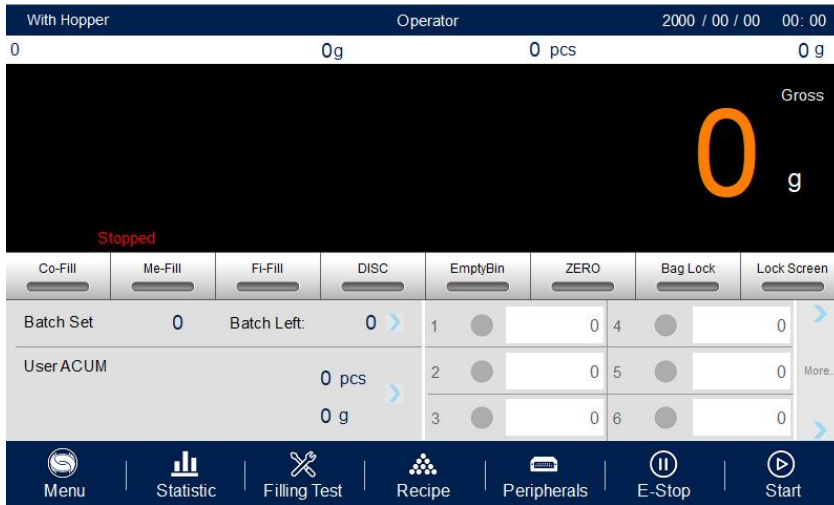 With Hopper Operator 2000 / 00 / 00 00: 00
0 0g 0 pcs 0 g
Gross
0 g
Stopped
Co-Fill Me-Fill Fi-Fill DISC EmptyBin ZERO Bag Lock Lock Screen
Batch Set 0 Batch Left: 0 1 0 4 0
User ACUM 0 pcs 2 0 5 0 More..
0 g 3 0 6 0
Menu Statistic Filling Test Recipe Peripherals E-Stop Start